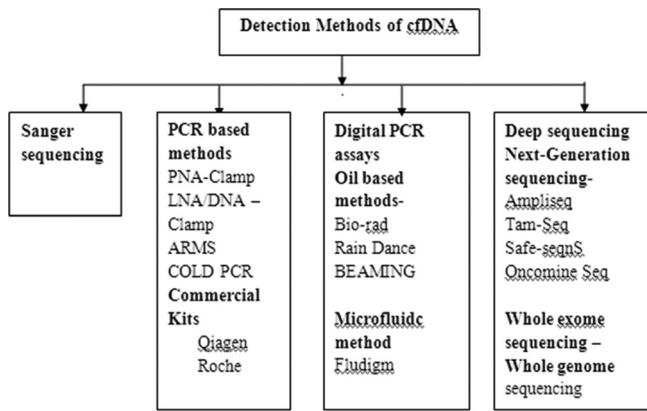 Detection Methods of cfDNA
Sanger
sequencing
PCR based
methods
PNA-Clamp
LNA/DNA –
Clamp
ARMS
COLD PCR
Commercial
Kits
Qiagen
Roche
Digital PCR
assays
Oil based
methods-
Bio-rad
Rain Dance
BEAMING
Microfluidc
method
Fludigm
Deep sequencing
Next-Generation
sequencing-
Ampliseq
Tam-Seq
Safe-seqnS
Oncomine Seq
Whole exome
sequencing –
Whole genome
sequencing